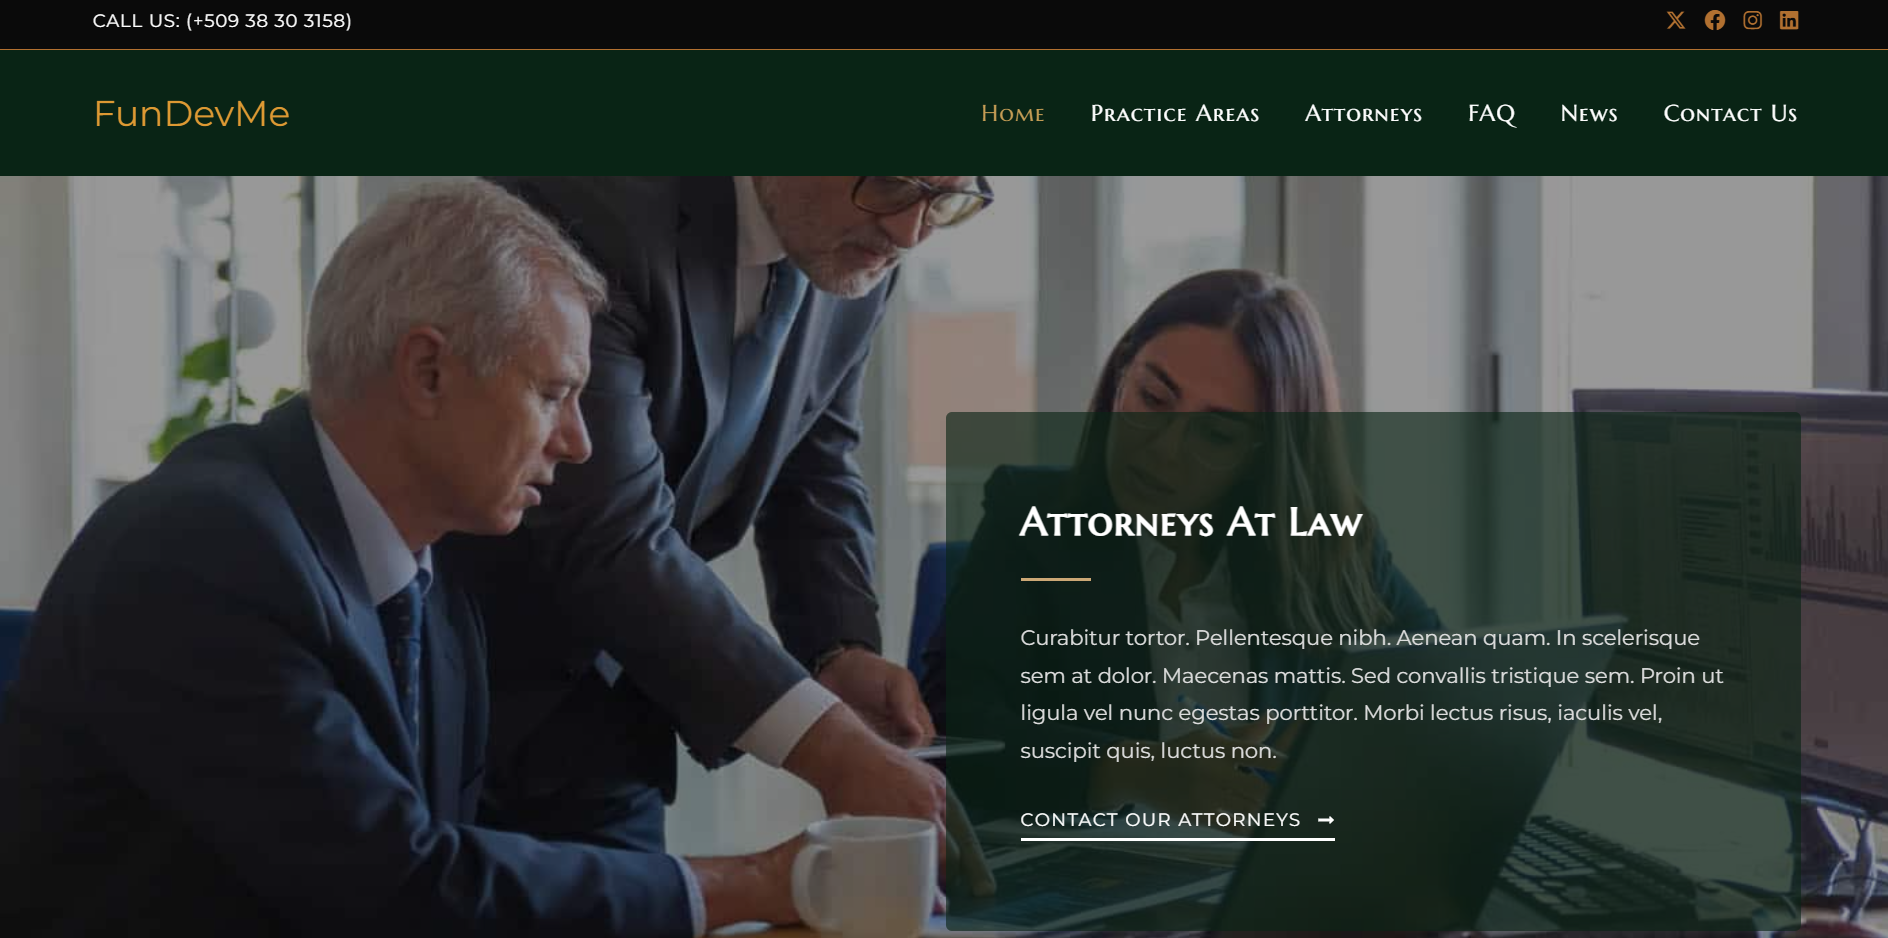 CALL US: (+509 38 30 3158)
FunDevMe
Home Practice Areas Attorneys FAQ News Contact Us
Attorneys At Law
Curabitur tortor. Pellentesque nibh. Aenean quam. In scelerisque
sem at dolor. Maecenas mattis. Sed convallis tristique sem. Proin ut
ligula vel nunc egestas porttitor. Morbi lectus risus, iaculis vel,
suscipit quis, luctus non.
CONTACT OUR ATTORNEYS